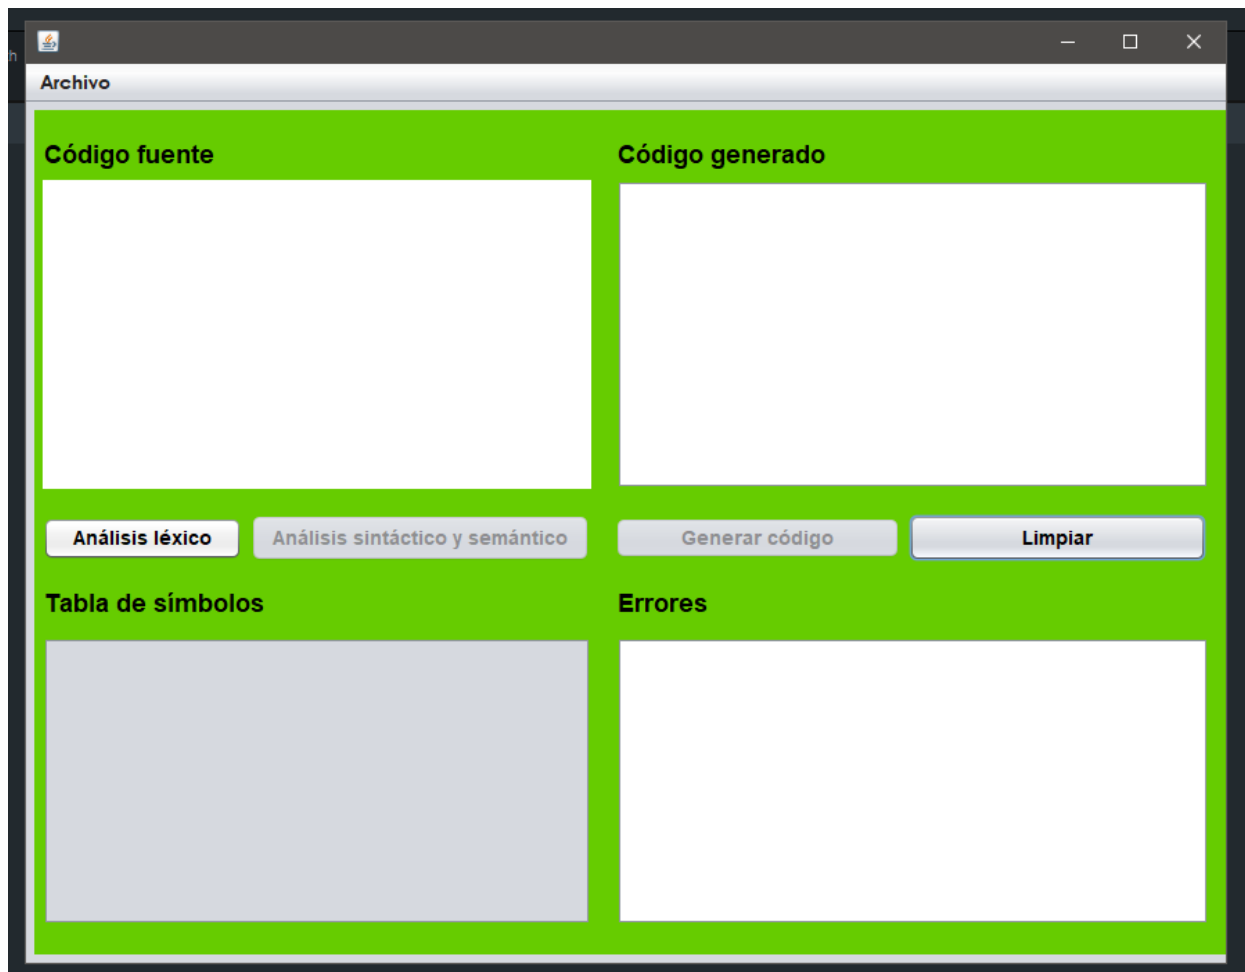 h
Archivo
Código fuente
Código generado
Análisis léxico
Análisis sintáctico y semántico
Generar código
Limpiar
Tabla de símbolos
Errores